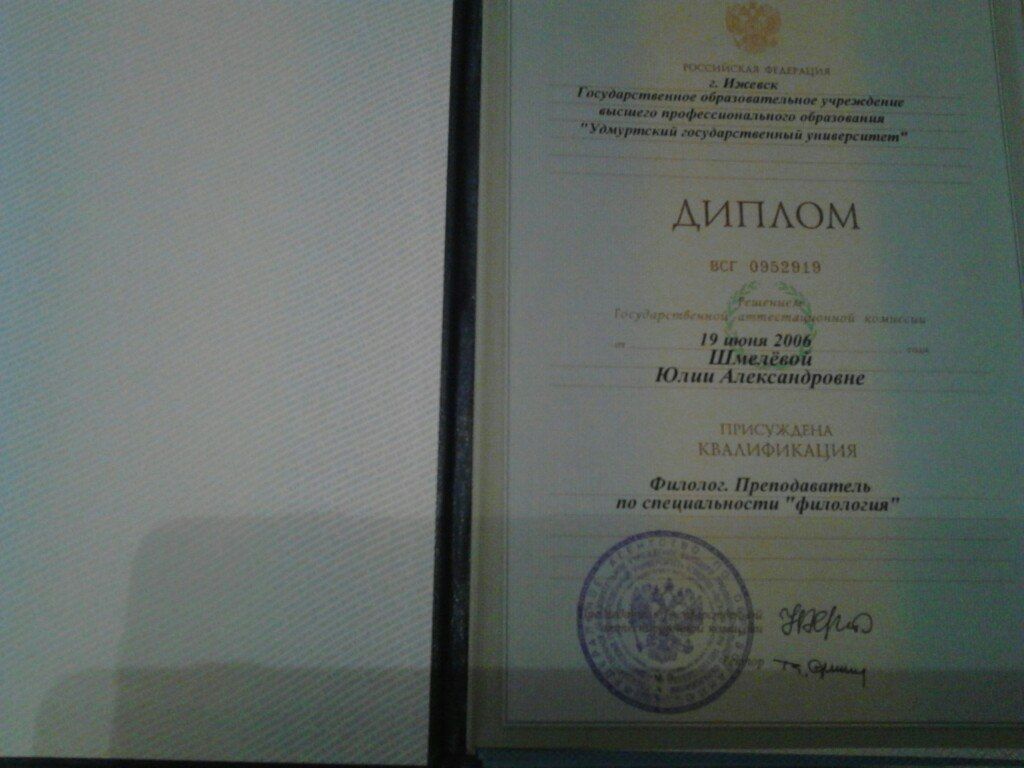 РОССИЙСКАЯ ФЕДЕРАЦИЯ
г. Ижевск
Государственное образовательное учреждение
высшего профессионального образования
"Удмуртский государственный университет"
ДИПЛОМ
ВСГ 0952919
Решением
Государственной аттестационной комиссии
от 19 июня 2006 года
Шмелёвой
Юлии Александровне
ПРИСУЖДЕНА
КВАЛИФИКАЦИЯ
Филолог. Преподаватель
по специальности "филология"